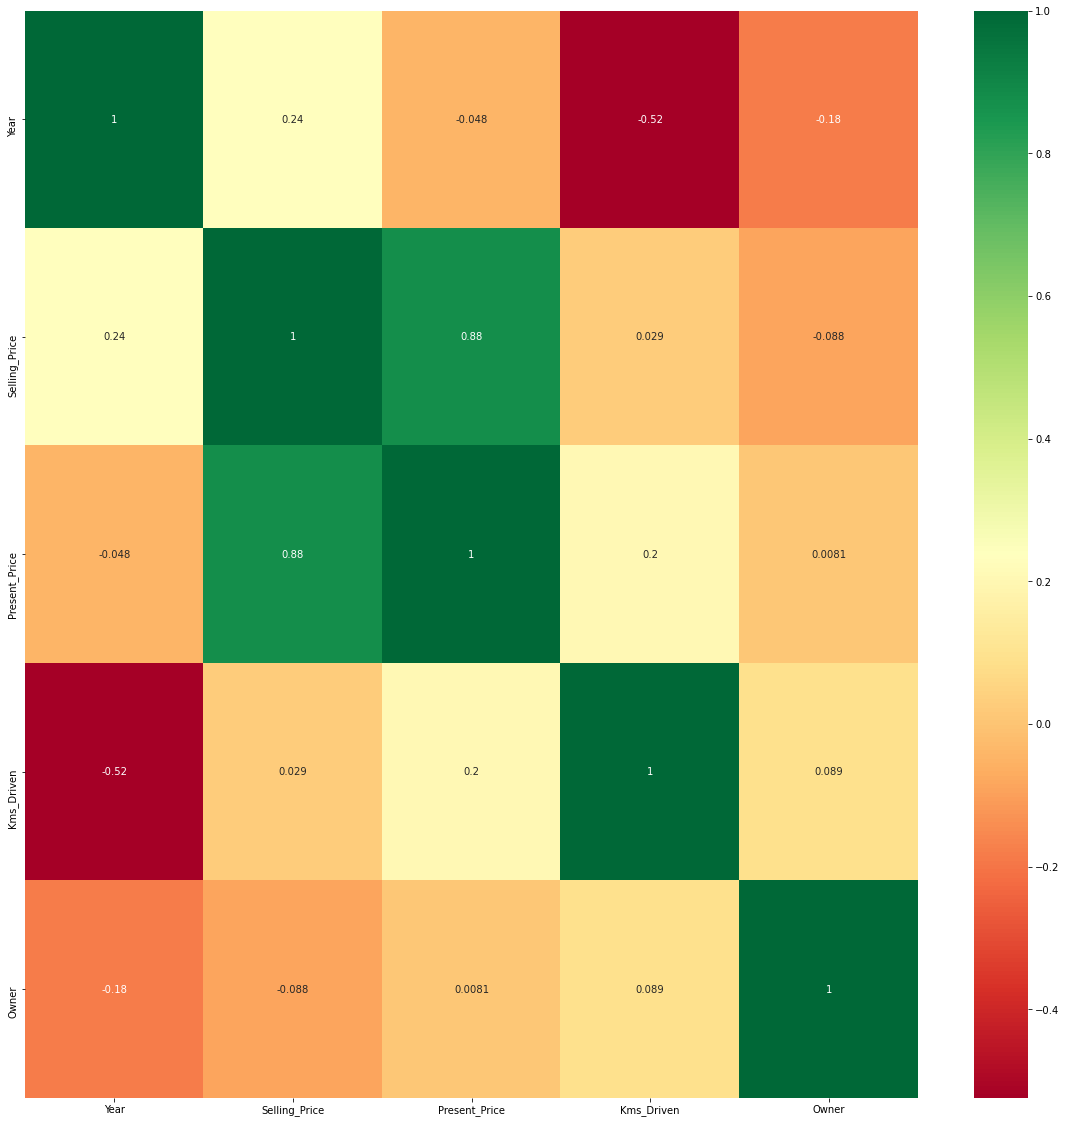 1.0
Year 1 0.24 -0.048 -0.52 -0.18
0.8
Selling_Price 0.24 1 0.88 0.029 -0.088
0.6
0.4
Present_Price -0.048 0.88 1 0.2 0.0081
0.2
0.0
Kms_Driven -0.52 0.029 0.2 1 0.089
−0.2
Owner -0.18 -0.088 0.0081 0.089 1
−0.4
Year Selling_Price Present_Price Kms_Driven Owner